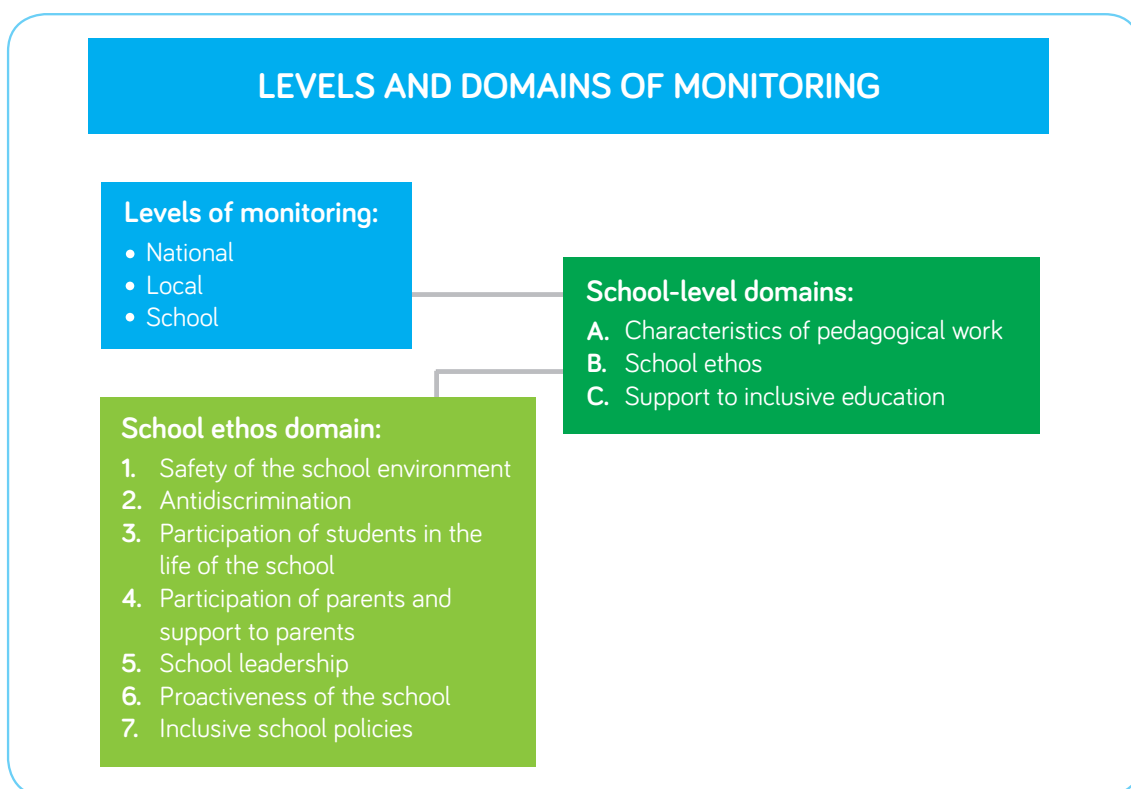 LEVELS AND DOMAINS OF MONITORING
Levels of monitoring:
• National
• Local
• School
School-level domains:
A. Characteristics of pedagogical work
B. School ethos
C. Support to inclusive education
School ethos domain:
1. Safety of the school environment
2. Antidiscrimination
3. Participation of students in the
life of the school
4. Participation of parents and
support to parents
5. School leadership
6. Proactiveness of the school
7. Inclusive school policies